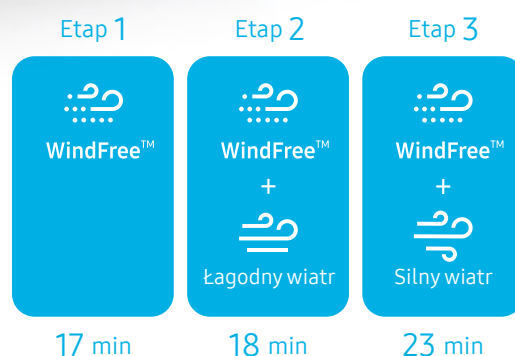 Etap 1
WindFree™
17 min
Etap 2
WindFree™
+
Łagodny wiatr
18 min
Etap 3
WindFree™
+
Silny wiatr
23 min